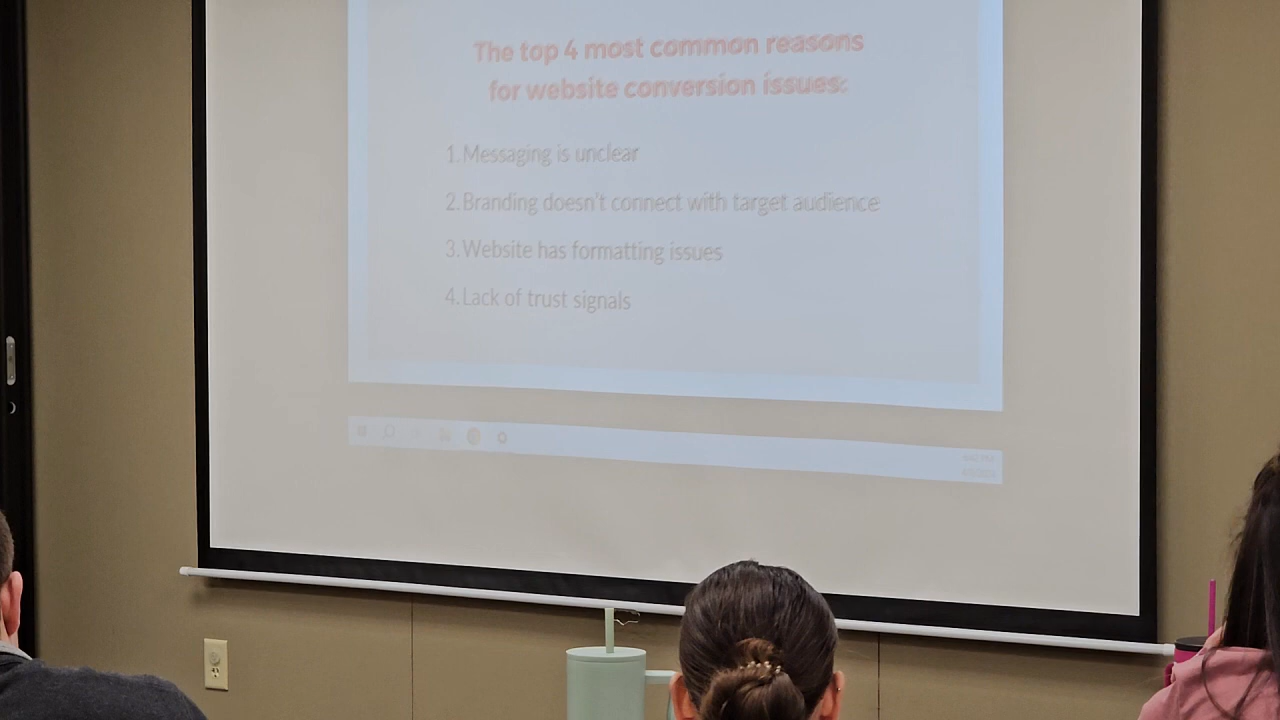 The top 4 most common reasons
for website conversion issues:
1. Messaging is unclear
2. Branding doesn't connect with target audience
3. Website has formatting issues
4. Lack of trust signals